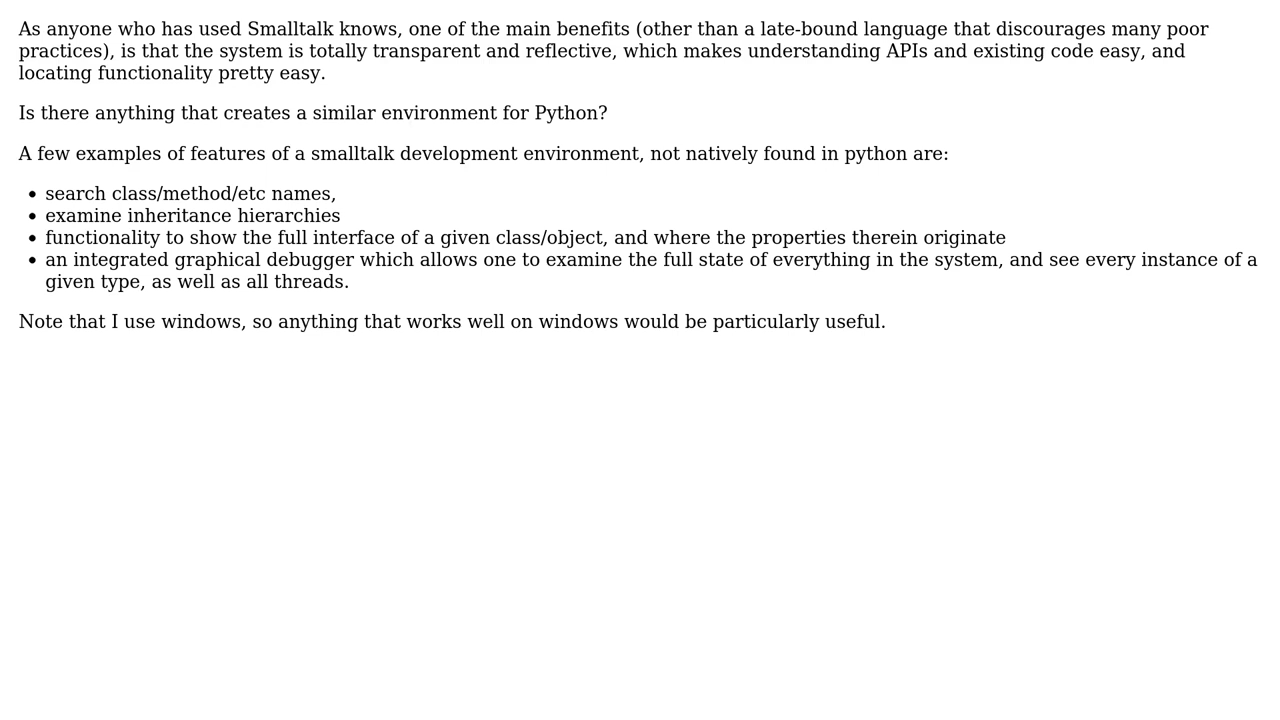 As anyone who has used Smalltalk knows, one of the main benefits (other than a late-bound language that discourages many poor
practices), is that the system is totally transparent and reflective, which makes understanding APIs and existing code easy, and
locating functionality pretty easy.
Is there anything that creates a similar environment for Python?
A few examples of features of a smalltalk development environment, not natively found in python are:
• search class/method/etc names,
• examine inheritance hierarchies
• functionality to show the full interface of a given class/object, and where the properties therein originate
• an integrated graphical debugger which allows one to examine the full state of everything in the system, and see every instance of a
given type, as well as all threads.
Note that I use windows, so anything that works well on windows would be particularly useful.